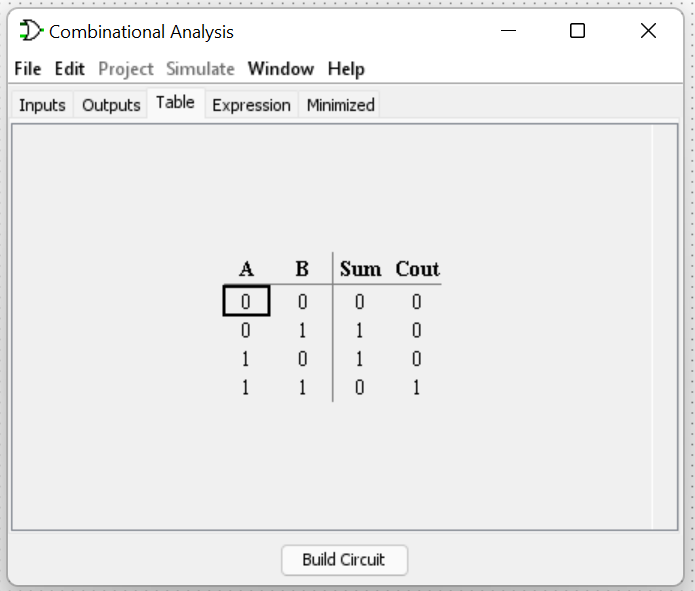 Combinational Analysis
File Edit Project Simulate Window Help
Inputs Outputs Table Expression Minimized
A B Sum Cout
0 0 0 0
0 1 1 0
1 0 1 0
1 1 0 1
Build Circuit